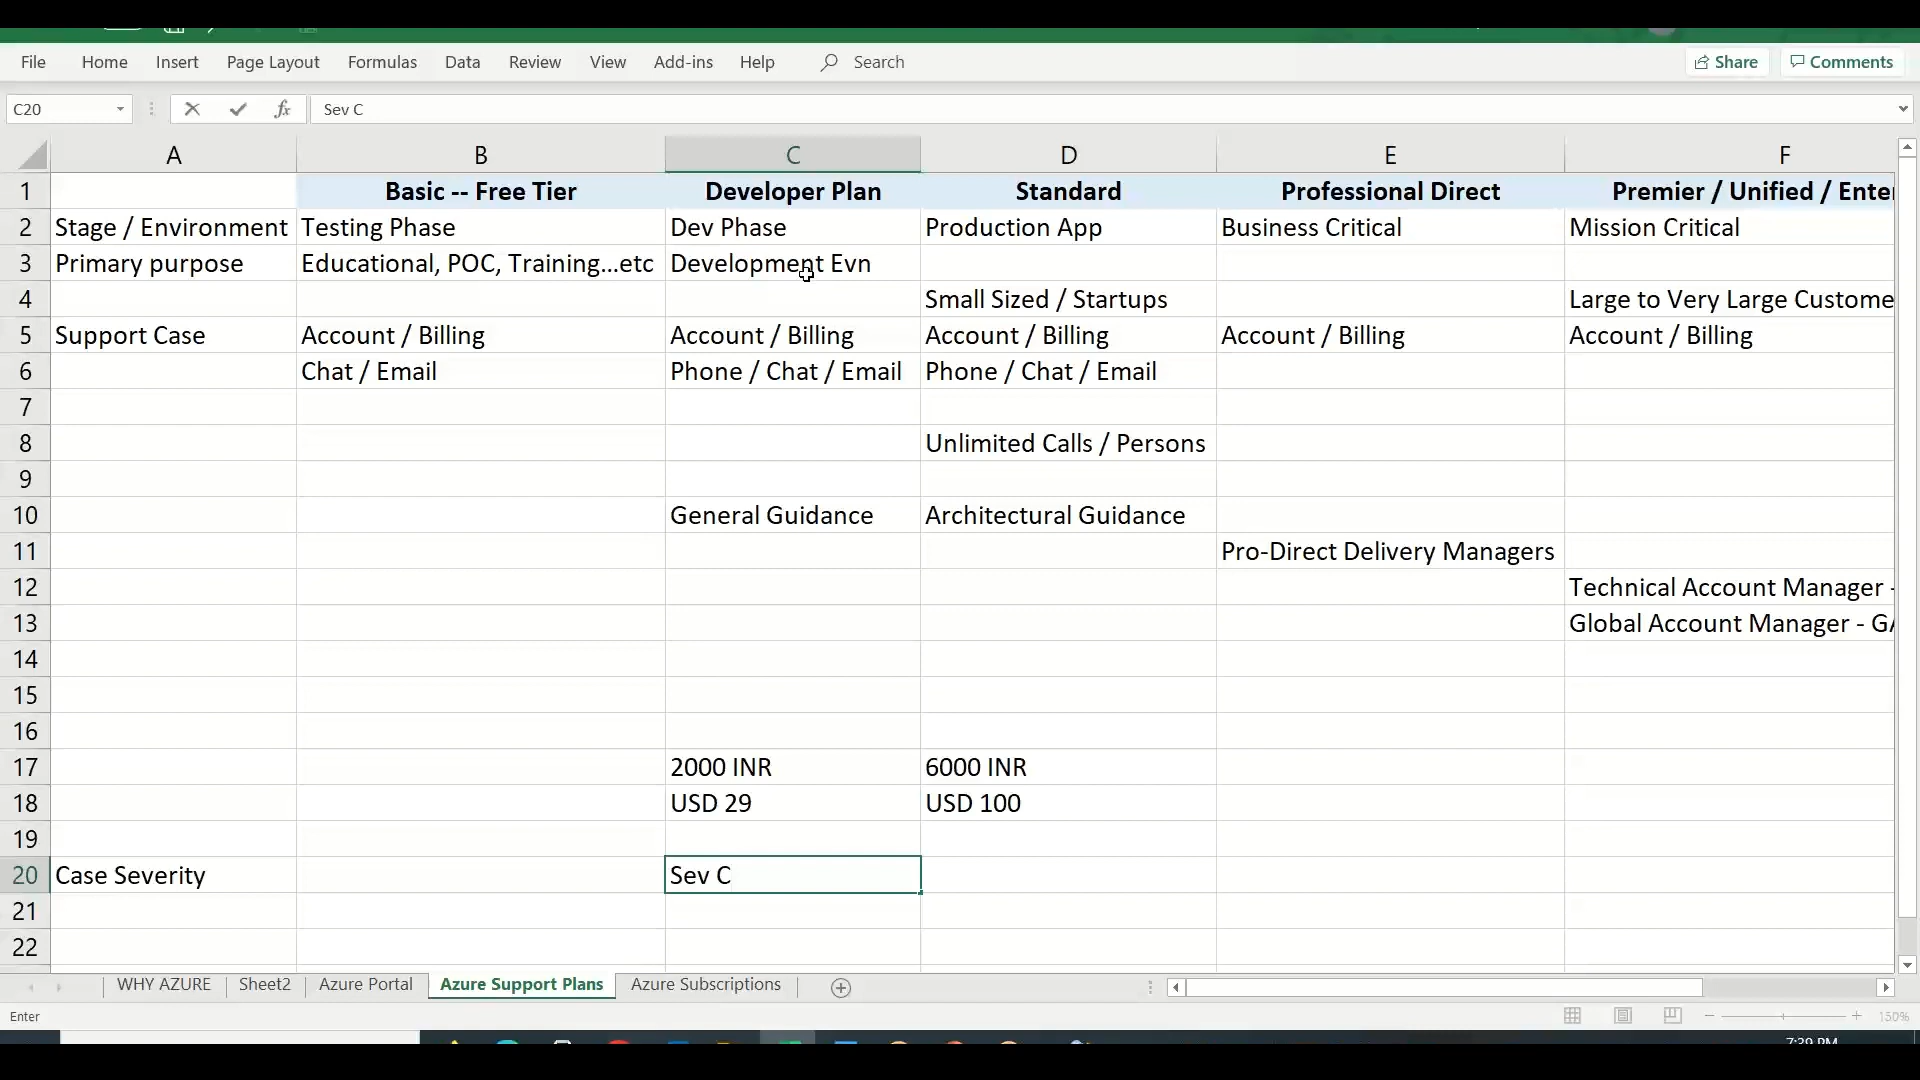 File Home Insert Page Layout Formulas Data Review View Add-ins Help Search Share Comments
C20 fx Sev C
A B C D E F
1 Basic -- Free Tier Developer Plan Standard Professional Direct Premier / Unified / Enter
2 Stage / Environment Testing Phase Dev Phase Production App Business Critical Mission Critical
3 Primary purpose Educational, POC, Training...etc Development Evn
4 Small Sized / Startups Large to Very Large Custome
5 Support Case Account / Billing Account / Billing Account / Billing Account / Billing Account / Billing
6 Chat / Email Phone / Chat / Email Phone / Chat / Email
7
8 Unlimited Calls / Persons
9
10 General Guidance Architectural Guidance
11 Pro-Direct Delivery Managers
12 Technical Account Manager -
13 Global Account Manager - GA
14
15
16
17 2000 INR 6000 INR
18 USD 29 USD 100
19
20 Case Severity Sev C
21
22
WHY AZURE Sheet2 Azure Portal Azure Support Plans Azure Subscriptions
Enter 150%
7:39 PM